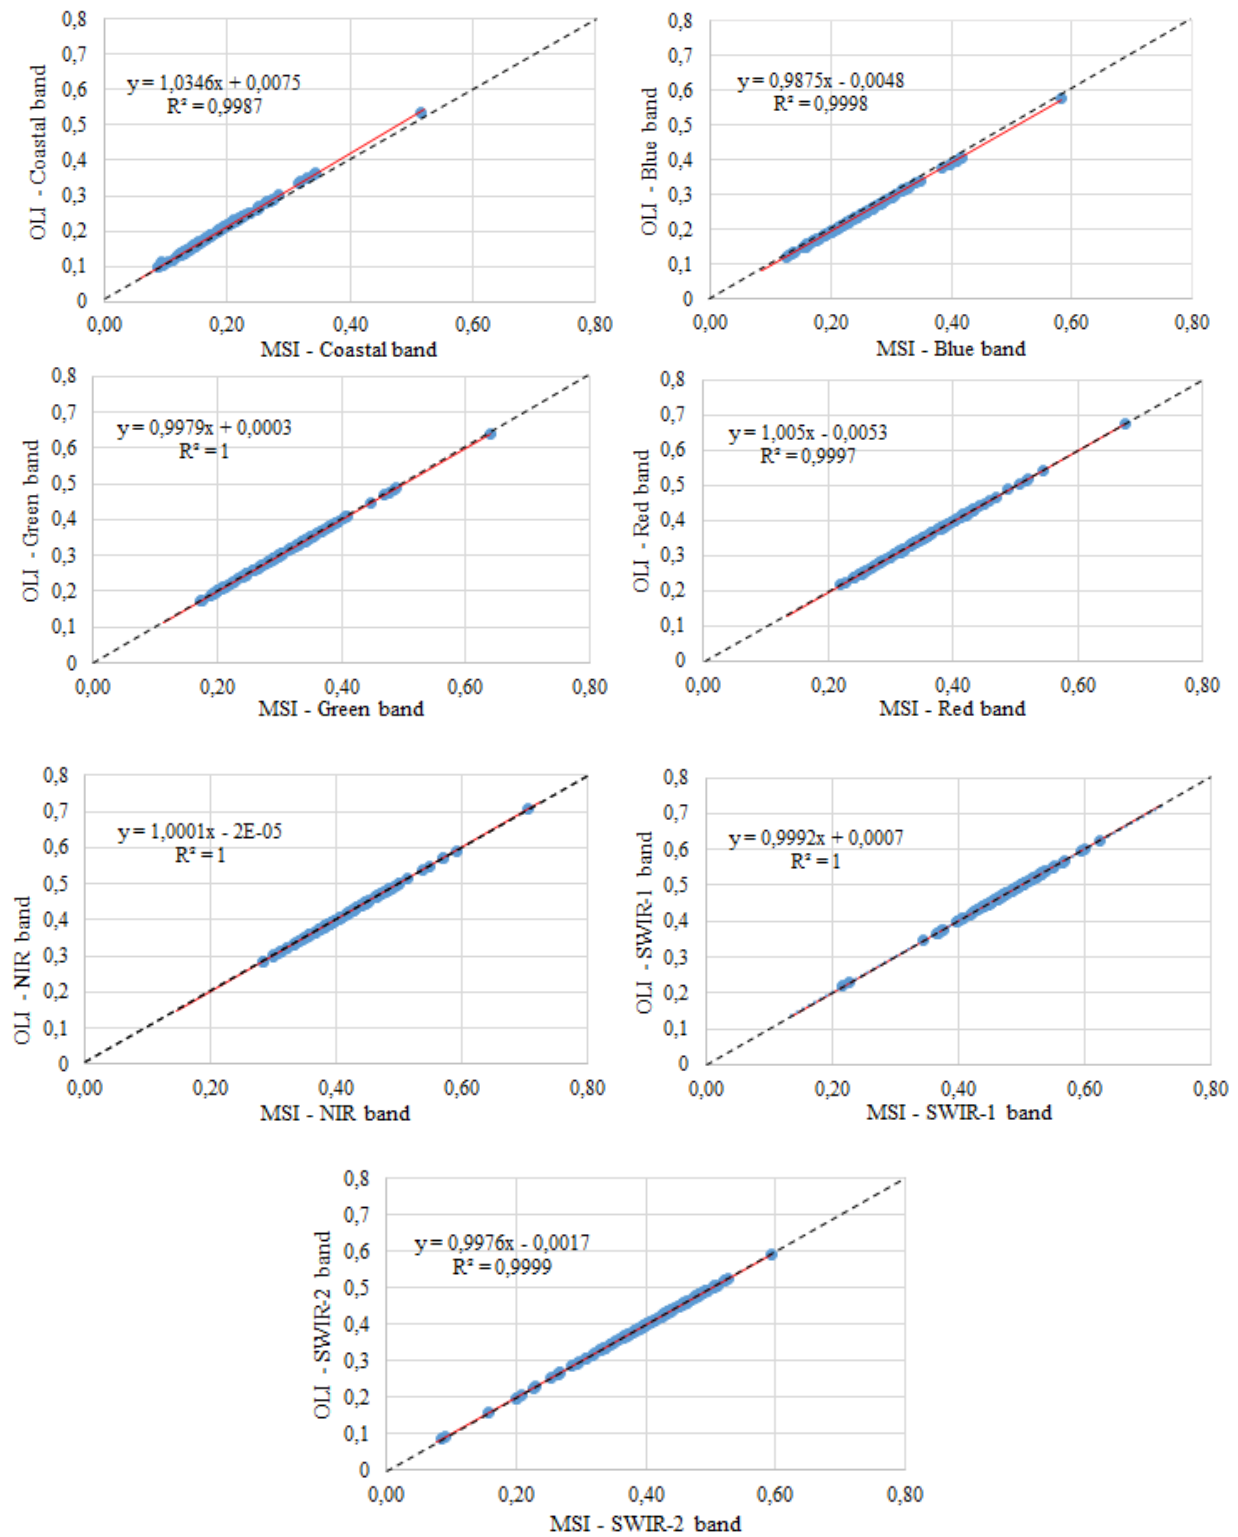 0,8
0,7
0,6
0,5
0,4
0,3
0,2
0,1
0
OLI - Coastal band
y = 1,0346x + 0,0075
R² = 0,9987
0,00 0,20 0,40 0,60 0,80
MSI - Coastal band
0,8
0,7
0,6
0,5
0,4
0,3
0,2
0,1
0
OLI - Blue band
y = 0,9875x - 0,0048
R² = 0,9998
0,00 0,20 0,40 0,60 0,80
MSI - Blue band
0,8
0,7
0,6
0,5
0,4
0,3
0,2
0,1
0
OLI - Green band
y = 0,9979x + 0,0003
R² = 1
0,00 0,20 0,40 0,60 0,80
MSI - Green band
0,8
0,7
0,6
0,5
0,4
0,3
0,2
0,1
0
OLI - Red band
y = 1,005x - 0,0053
R² = 0,9997
0,00 0,20 0,40 0,60 0,80
MSI - Red band
0,8
0,7
0,6
0,5
0,4
0,3
0,2
0,1
0
OLI - NIR band
y = 1,0001x - 2E-05
R² = 1
0,00 0,20 0,40 0,60 0,80
MSI - NIR band
0,8
0,7
0,6
0,5
0,4
0,3
0,2
0,1
0
OLI - SWIR-1 band
y = 0,9992x + 0,0007
R² = 1
0,00 0,20 0,40 0,60 0,80
MSI - SWIR-1 band
0,8
0,7
0,6
0,5
0,4
0,3
0,2
0,1
0
OLI - SWIR-2 band
y = 0,9976x - 0,0017
R² = 0,9999
0,00 0,20 0,40 0,60 0,80
MSI - SWIR-2 band